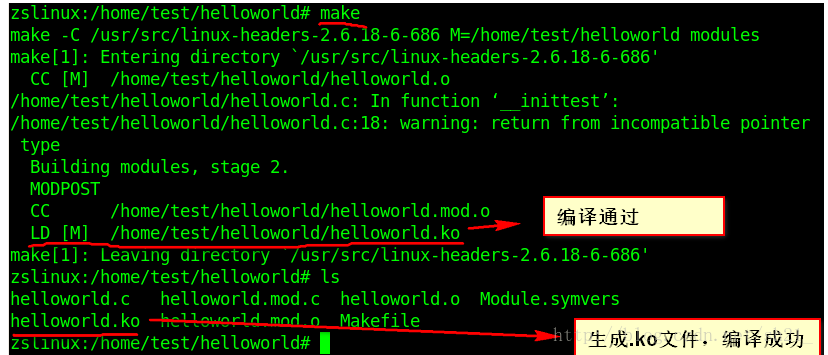 zslinux:/home/test/helloworld# make
make -C /usr/src/linux-headers-2.6.18-6-686 M=/home/test/helloworld modules
make[1]: Entering directory `/usr/src/linux-headers-2.6.18-6-686'
CC [M]  /home/test/helloworld/helloworld.o
/home/test/helloworld/helloworld.c: In function ‘__inittest’:
/home/test/helloworld/helloworld.c:18: warning: return from incompatible pointer
type
Building modules, stage 2.
MODPOST
CC      /home/test/helloworld/helloworld.mod.o
LD [M]  /home/test/helloworld/helloworld.ko
编译通过
make[1]: Leaving directory `/usr/src/linux-headers-2.6.18-6-686'
zslinux:/home/test/helloworld# ls
helloworld.c   helloworld.mod.c  helloworld.o  Module.symvers
helloworld.ko  helloworld.mod.o  Makefile
生成.ko文件，编译成功
zslinux:/home/test/helloworld#